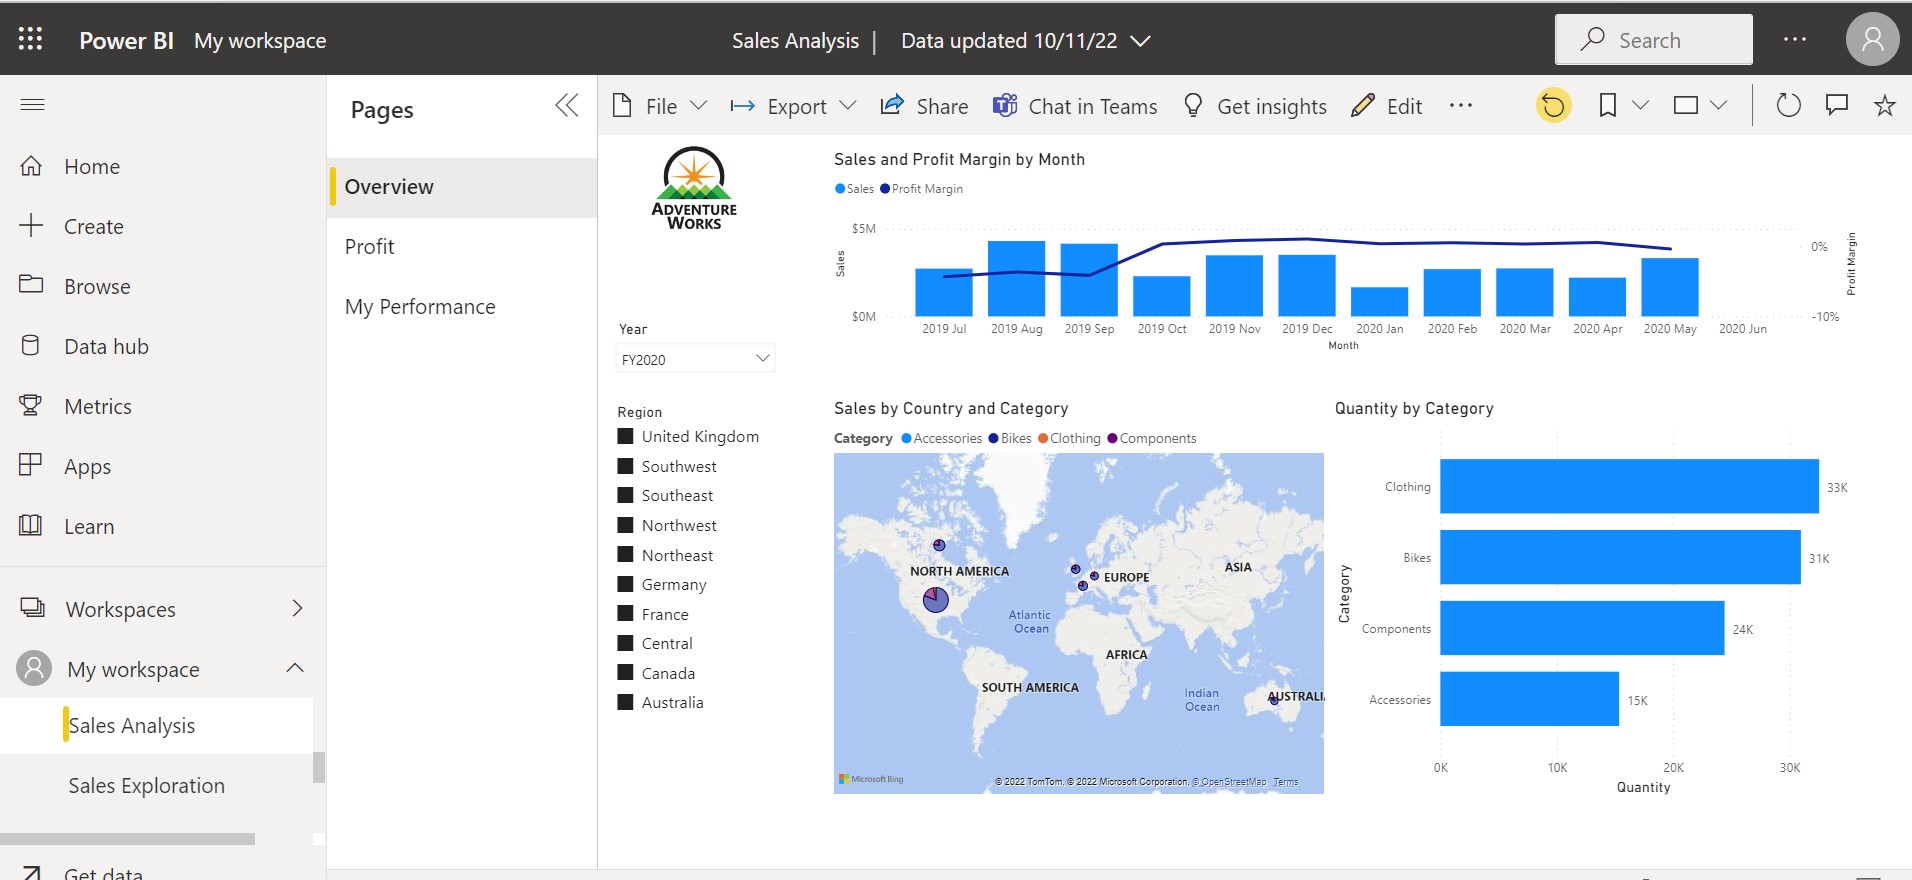 Power BI My workspace
Sales Analysis | Data updated 10/11/22
Search
Home
Create
Browse
Data hub
Metrics
Apps
Learn
Workspaces
My workspace
Sales Analysis
Sales Exploration
Get data
Pages
Overview
Profit
My Performance
File Export Share Chat in Teams Get insights Edit
ADVENTURE
WORKS
Year
FY2020
Region
United Kingdom
Southwest
Southeast
Northwest
Northeast
Germany
France
Central
Canada
Australia
Sales and Profit Margin by Month
Sales Profit Margin
$5M
$0M
Sales
0%
-10%
Profit Margin
2019 Jul 2019 Aug 2019 Sep 2019 Oct 2019 Nov 2019 Dec 2020 Jan 2020 Feb 2020 Mar 2020 Apr 2020 May 2020 Jun
Month
Sales by Country and Category
Category Accessories Bikes Clothing Components
NORTH AMERICA
EUROPE
ASIA
Atlantic
Ocean
AFRICA
SOUTH AMERICA
Indian
Ocean
AUSTRALI
Microsoft Bing
© 2022 TomTom, © 2022 Microsoft Corporation, © OpenStreetMap Terms
Quantity by Category
Category
Clothing 33K
Bikes 31K
Components 24K
Accessories 15K
0K 10K 20K 30K
Quantity